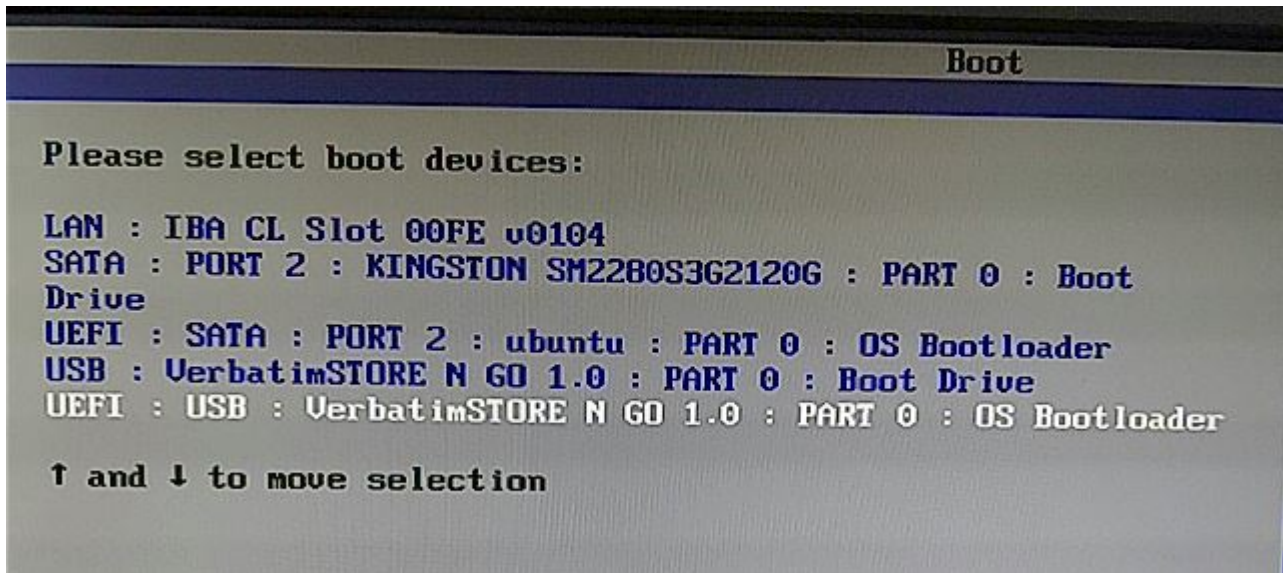 Boot
Please select boot devices:
LAN : IBA CL Slot 00FE v0104
SATA : PORT 2 : KINGSTON SM2280S3G2120G : PART 0 : Boot
Drive
UEFI : SATA : PORT 2 : ubuntu : PART 0 : OS Bootloader
USB : VerbatimSTORE N GO 1.0 : PART 0 : Boot Drive
UEFI : USB : VerbatimSTORE N GO 1.0 : PART 0 : OS Bootloader
↑ and ↓ to move selection